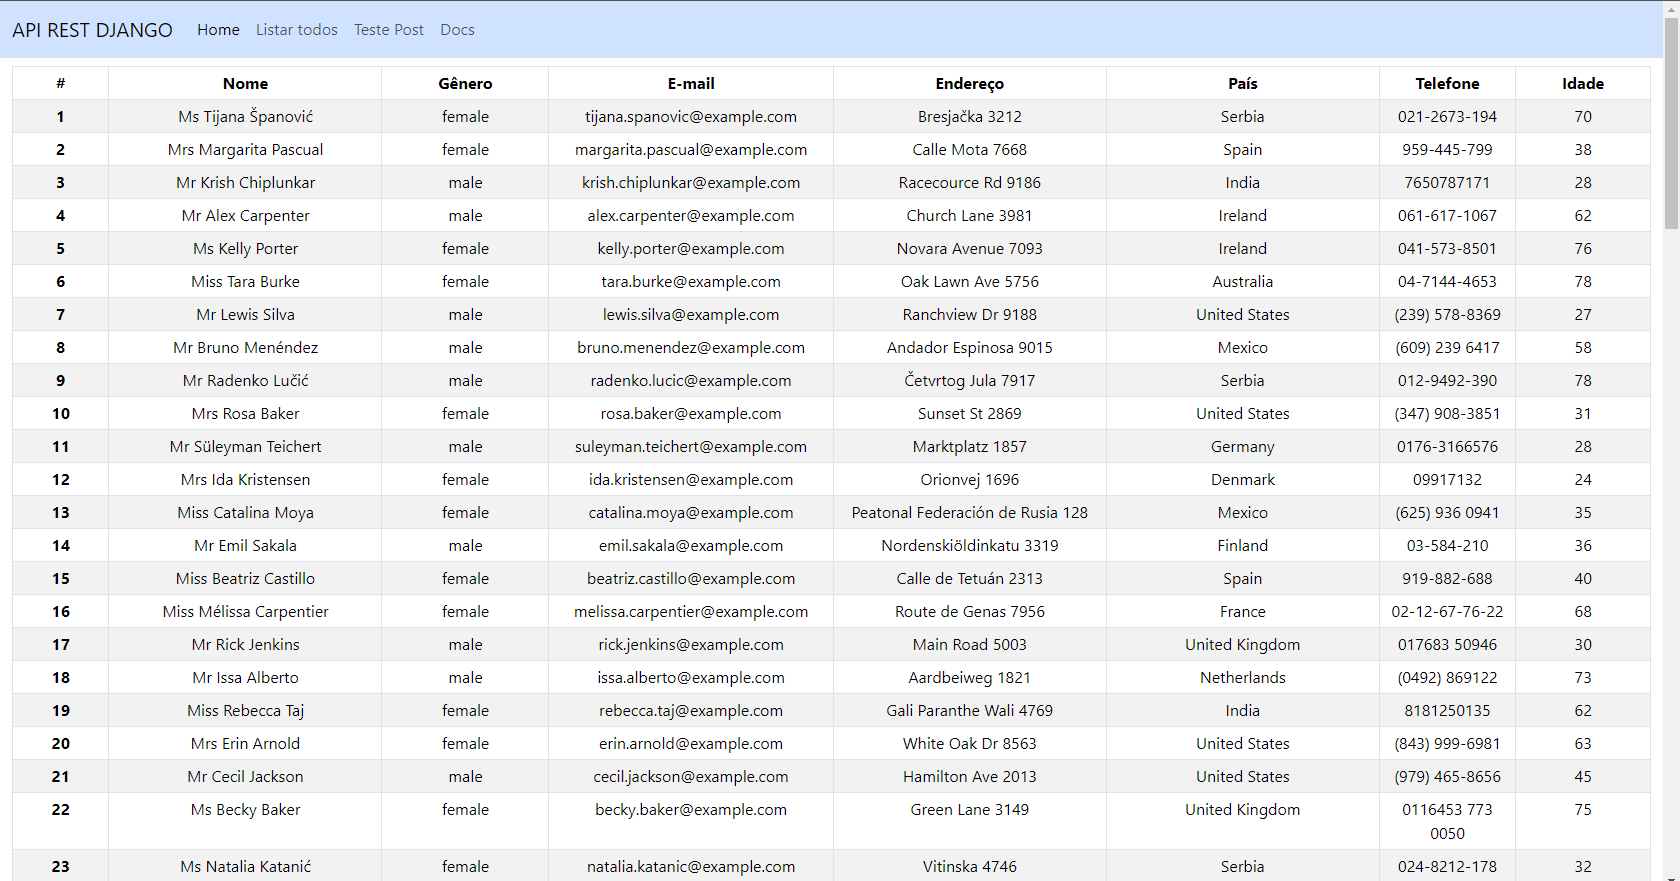 API REST DJANGO Home Listar todos Teste Post Docs
# Nome Gênero E-mail Endereço País Telefone Idade
1 Ms Tijana Španović female tijana.spanovic@example.com Bresjačka 3212 Serbia 021-2673-194 70
2 Mrs Margarita Pascual female margarita.pascual@example.com Calle Mota 7668 Spain 959-445-799 38
3 Mr Krish Chiplunkar male krish.chiplunkar@example.com Racecource Rd 9186 India 7650787171 28
4 Mr Alex Carpenter male alex.carpenter@example.com Church Lane 3981 Ireland 061-617-1067 62
5 Ms Kelly Porter female kelly.porter@example.com Novara Avenue 7093 Ireland 041-573-8501 76
6 Miss Tara Burke female tara.burke@example.com Oak Lawn Ave 5756 Australia 04-7144-4653 78
7 Mr Lewis Silva male lewis.silva@example.com Ranchview Dr 9188 United States (239) 578-8369 27
8 Mr Bruno Menéndez male bruno.menendez@example.com Andador Espinosa 9015 Mexico (609) 239 6417 58
9 Mr Radenko Lučić male radenko.lucic@example.com Četvrtog Jula 7917 Serbia 012-9492-390 78
10 Mrs Rosa Baker female rosa.baker@example.com Sunset St 2869 United States (347) 908-3851 31
11 Mr Süleyman Teichert male suleyman.teichert@example.com Marktplatz 1857 Germany 0176-3166576 28
12 Mrs Ida Kristensen female ida.kristensen@example.com Orionvej 1696 Denmark 09917132 24
13 Miss Catalina Moya female catalina.moya@example.com Peatonal Federación de Rusia 128 Mexico (625) 936 0941 35
14 Mr Emil Sakala male emil.sakala@example.com Nordenskiöldinkatu 3319 Finland 03-584-210 36
15 Miss Beatriz Castillo female beatriz.castillo@example.com Calle de Tetuán 2313 Spain 919-882-688 40
16 Miss Mélissa Carpentier female melissa.carpentier@example.com Route de Genas 7956 France 02-12-67-76-22 68
17 Mr Rick Jenkins male rick.jenkins@example.com Main Road 5003 United Kingdom 017683 50946 30
18 Mr Issa Alberto male issa.alberto@example.com Aardbeiweg 1821 Netherlands (0492) 869122 73
19 Miss Rebecca Taj female rebecca.taj@example.com Gali Paranthe Wali 4769 India 8181250135 62
20 Mrs Erin Arnold female erin.arnold@example.com White Oak Dr 8563 United States (843) 999-6981 63
21 Mr Cecil Jackson male cecil.jackson@example.com Hamilton Ave 2013 United States (979) 465-8656 45
22 Ms Becky Baker female becky.baker@example.com Green Lane 3149 United Kingdom 0116453 773 75
0050
23 Ms Natalia Katanić female natalia.katanic@example.com Vitinska 4746 Serbia 024-8212-178 32